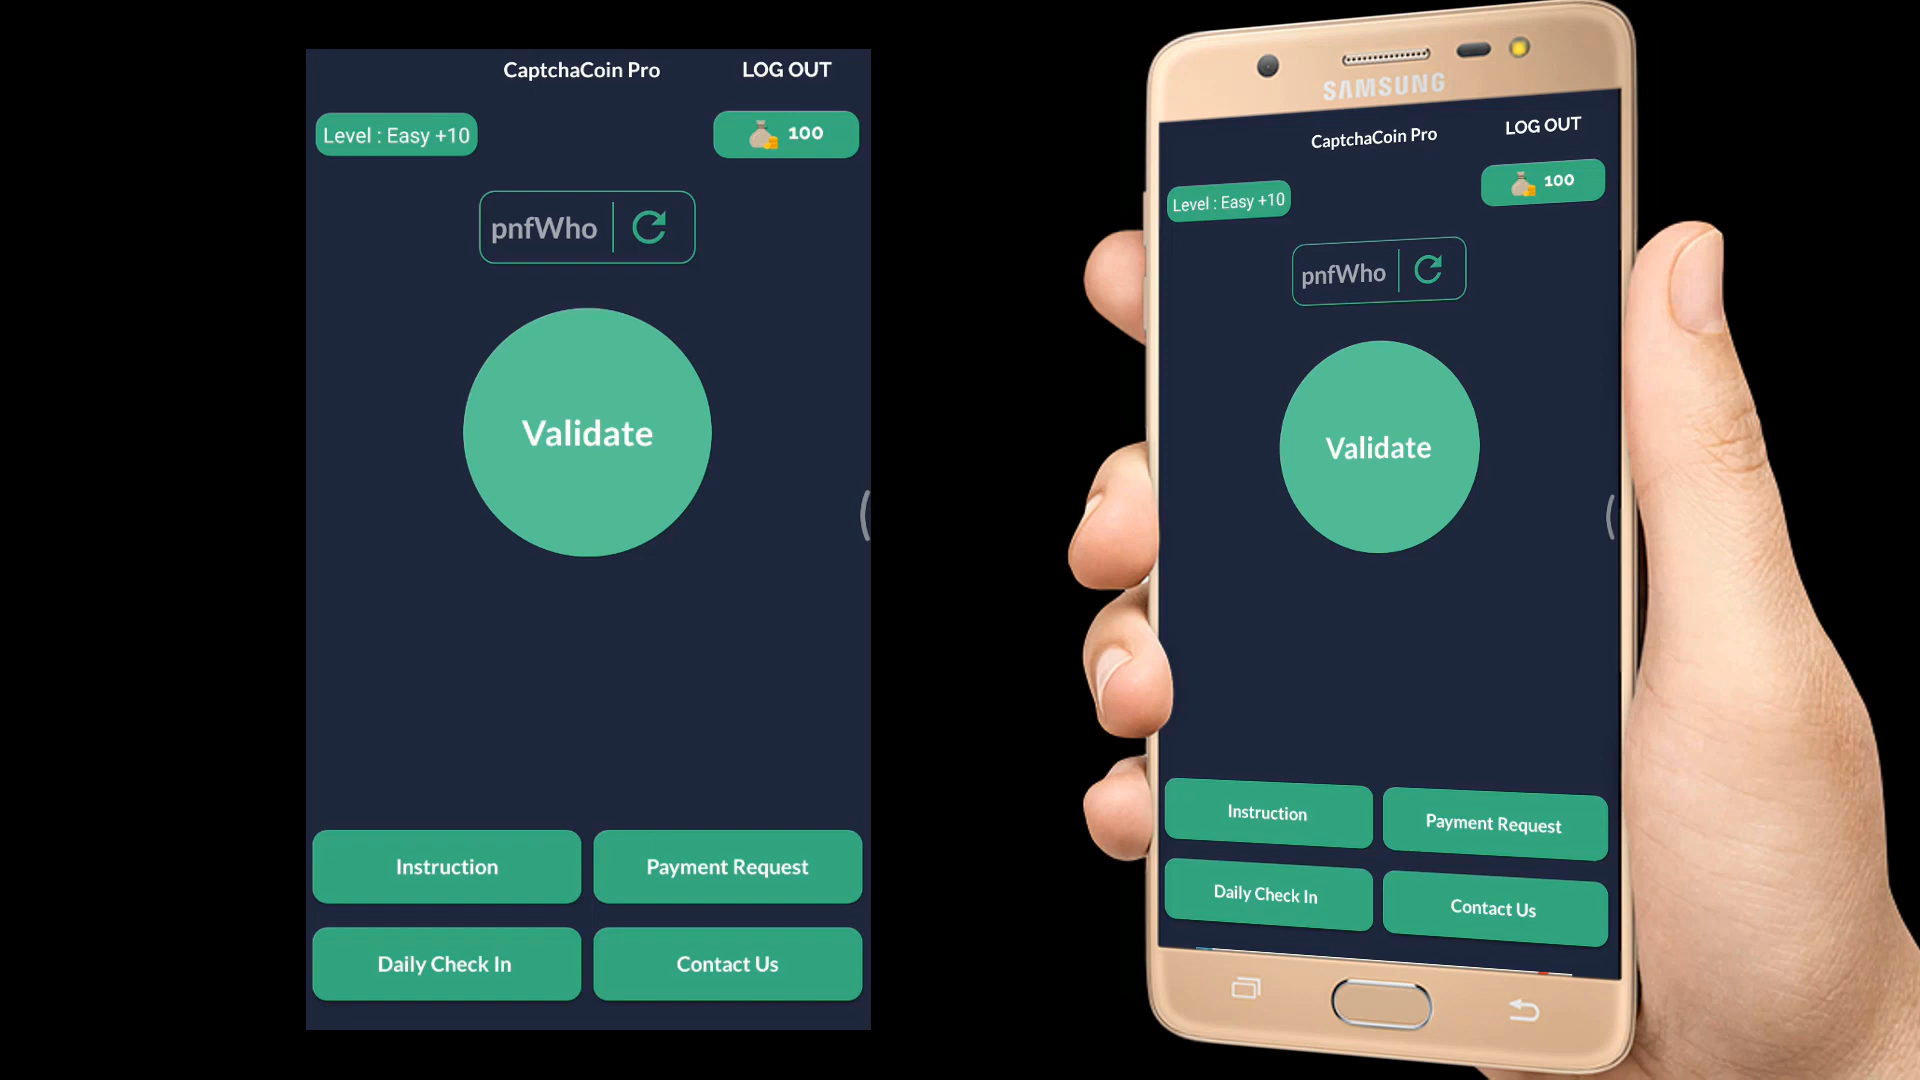 CaptchaCoin Pro
LOG OUT
Level : Easy +10
100
pnfWho
Validate
Instruction
Payment Request
Daily Check In
Contact Us
SAMSUNG
CaptchaCoin Pro
LOG OUT
Level : Easy +10
100
pnfWho
Validate
Instruction
Payment Request
Daily Check In
Contact Us